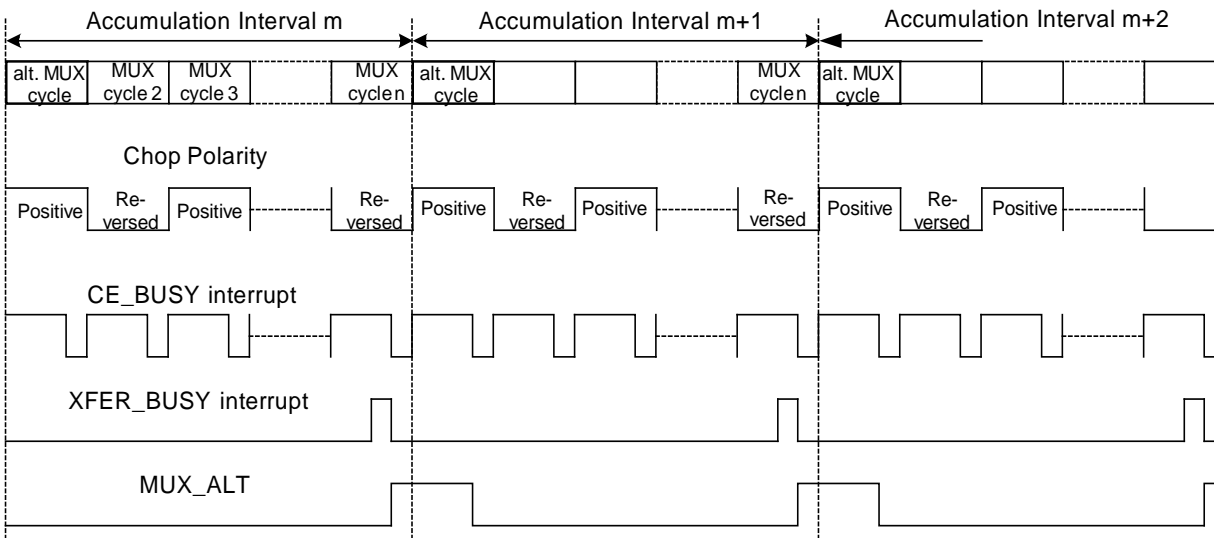 Accumulation Interval m
Accumulation Interval m+1
Accumulation Interval m+2
alt. MUX
cycle
MUX
cycle 2
MUX
cycle 3
MUX
cycle n
alt. MUX
cycle
MUX
cycle n
alt. MUX
cycle
Chop Polarity
Positive
Re-
versed
Positive
Re-
versed
Positive
Re-
versed
Positive
Re-
versed
Positive
Re-
versed
Positive
CE_BUSY interrupt
XFER_BUSY interrupt
MUX_ALT